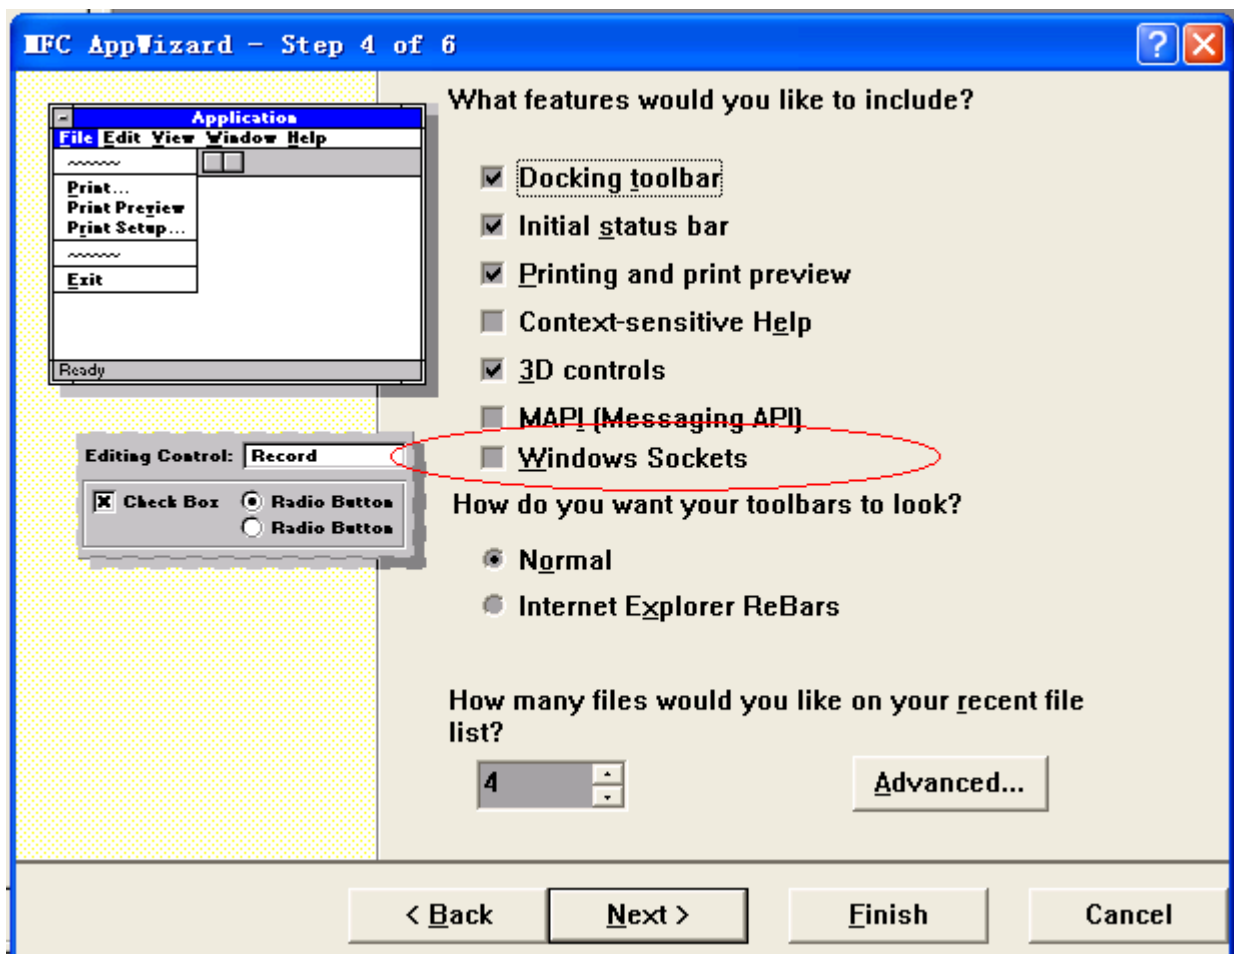 MFC AppWizard - Step 4 of 6
Application
File Edit View Window Help
Print...
Print Preview
Print Setup...
Exit
Ready
Editing Control: Record
Check Box
Radio Button
Radio Button
What features would you like to include?
Docking toolbar
Initial status bar
Printing and print preview
Context-sensitive Help
3D controls
MAPI (Messaging API)
Windows Sockets
How do you want your toolbars to look?
Normal
Internet Explorer ReBars
How many files would you like on your recent file
list?
4
Advanced...
< Back
Next >
Finish
Cancel